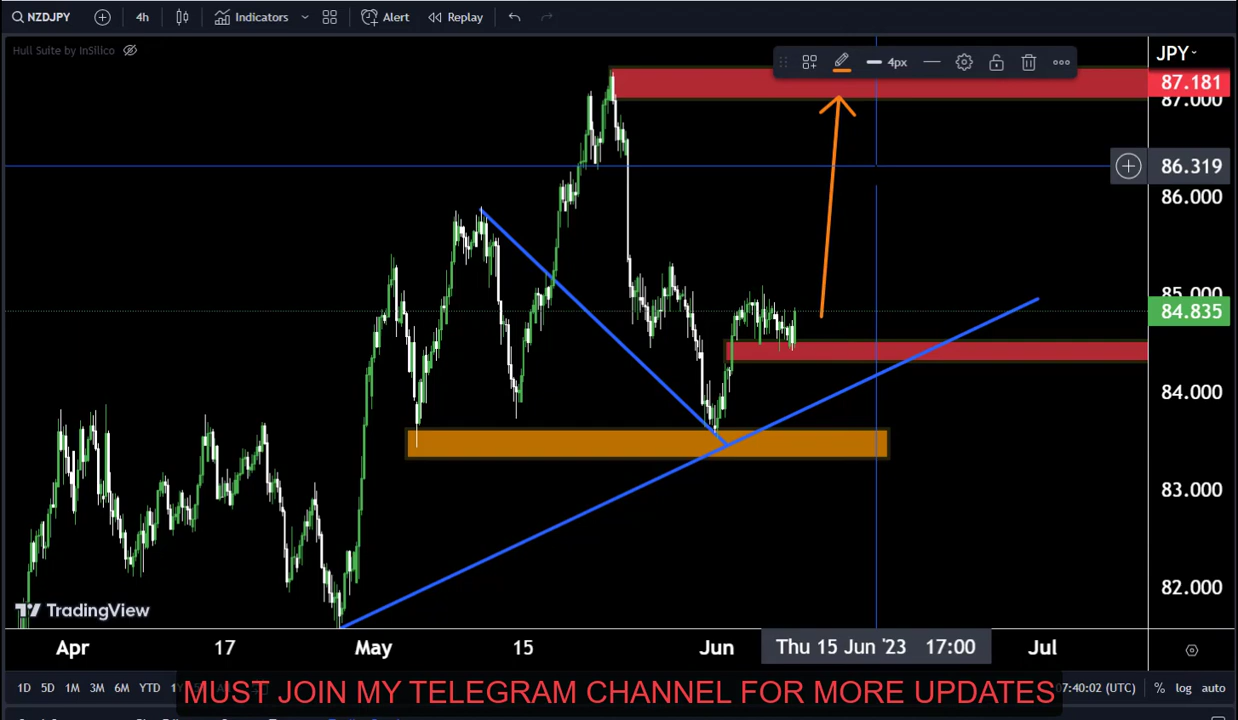 NZDJPY 4h Indicators Alert Replay
Hull Suite by InSilico
4px
JPY
87.181
87.000
86.319
86.000
85.000
84.835
84.000
83.000
82.000
TradingView
Apr 17 May 15 Jun Thu 15 Jun '23 17:00 Jul
1D 5D 1M 3M 6M YTD 07:40:02 (UTC) % log auto
MUST JOIN MY TELEGRAM CHANNEL FOR MORE UPDATES